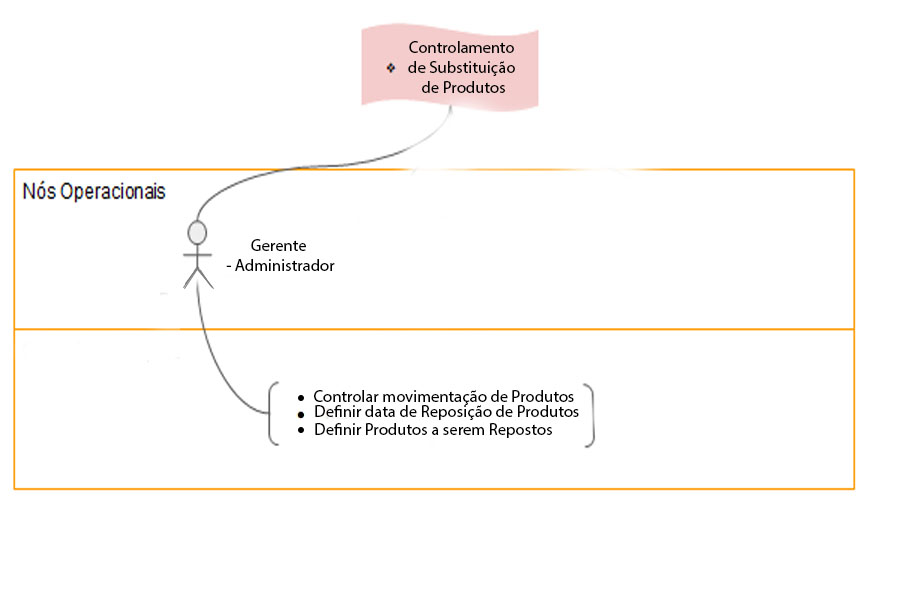 Controlamento
❖ de Substituição
de Produtos
Nós Operacionais
Gerente
- Administrador
• Controlar movimentação de Produtos
• Definir data de Reposição de Produtos
• Definir Produtos a serem Repostos